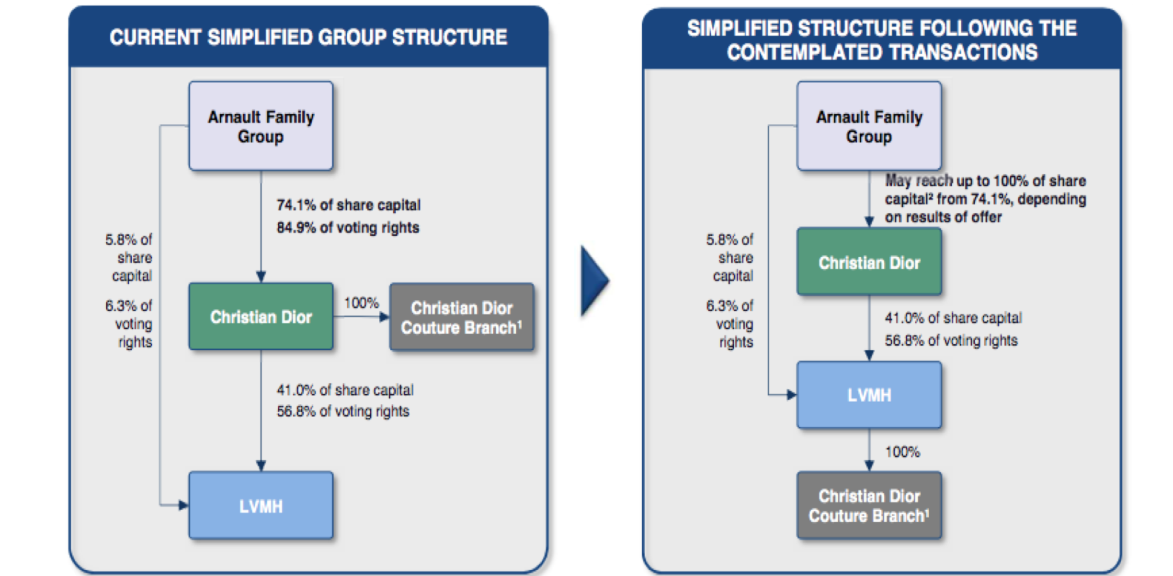 CURRENT SIMPLIFIED GROUP STRUCTURE
Arnault Family
Group
74.1% of share capital
84.9% of voting rights
5.8% of
share
capital
6.3% of
voting
rights
Christian Dior
100%
Christian Dior
Couture Branch¹
41.0% of share capital
56.8% of voting rights
LVMH
SIMPLIFIED STRUCTURE FOLLOWING THE
CONTEMPLATED TRANSACTIONS
Arnault Family
Group
May reach up to 100% of share
capital² from 74.1%, depending
on results of offer
5.8% of
share
capital
6.3% of
voting
rights
Christian Dior
41.0% of share capital
56.8% of voting rights
LVMH
100%
Christian Dior
Couture Branch¹